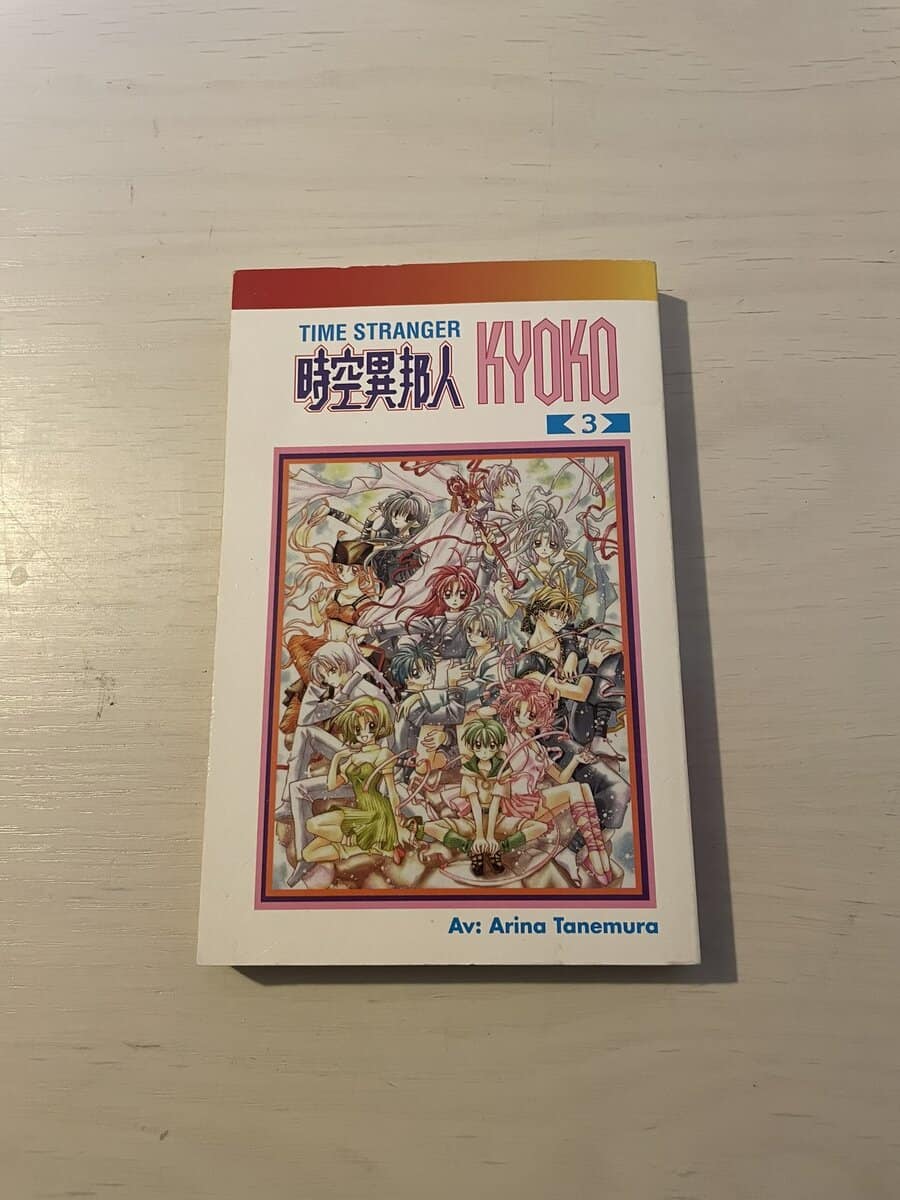 TIME STRANGER
時空異邦人 KYOKO
3
Av: Arina Tanemura